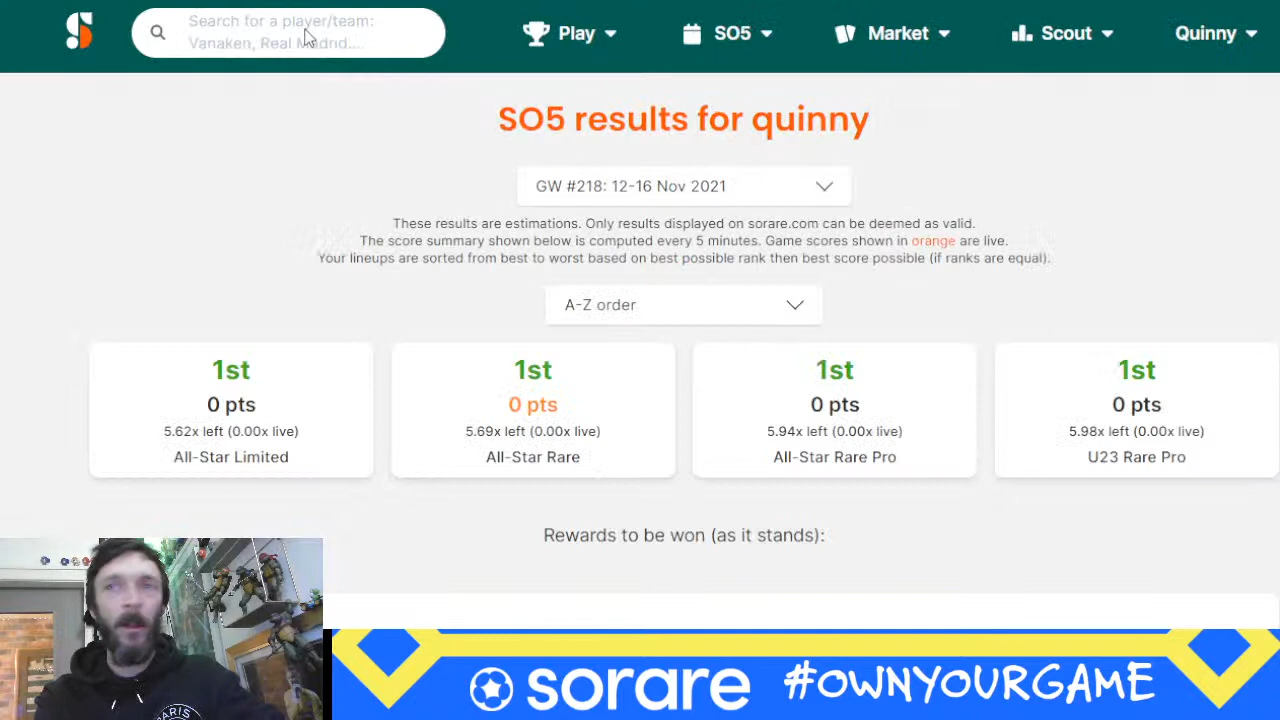 Search for a player/team:
Vanaken, Real Madrid....
Play
SO5
Market
Scout
Quinny
SO5 results for quinny
GW #218: 12-16 Nov 2021
These results are estimations. Only results displayed on sorare.com can be deemed as valid.
The score summary shown below is computed every 5 minutes. Game scores shown in orange are live.
Your lineups are sorted from best to worst based on best possible rank then best score possible (if ranks are equal).
A-Z order
1st
0 pts
5.62x left (0.00x live)
All-Star Limited
1st
0 pts
5.69x left (0.00x live)
All-Star Rare
1st
0 pts
5.94x left (0.00x live)
All-Star Rare Pro
1st
0 pts
5.98x left (0.00x live)
U23 Rare Pro
Rewards to be won (as it stands):
PARIS
sorare #OWNYOURGAME